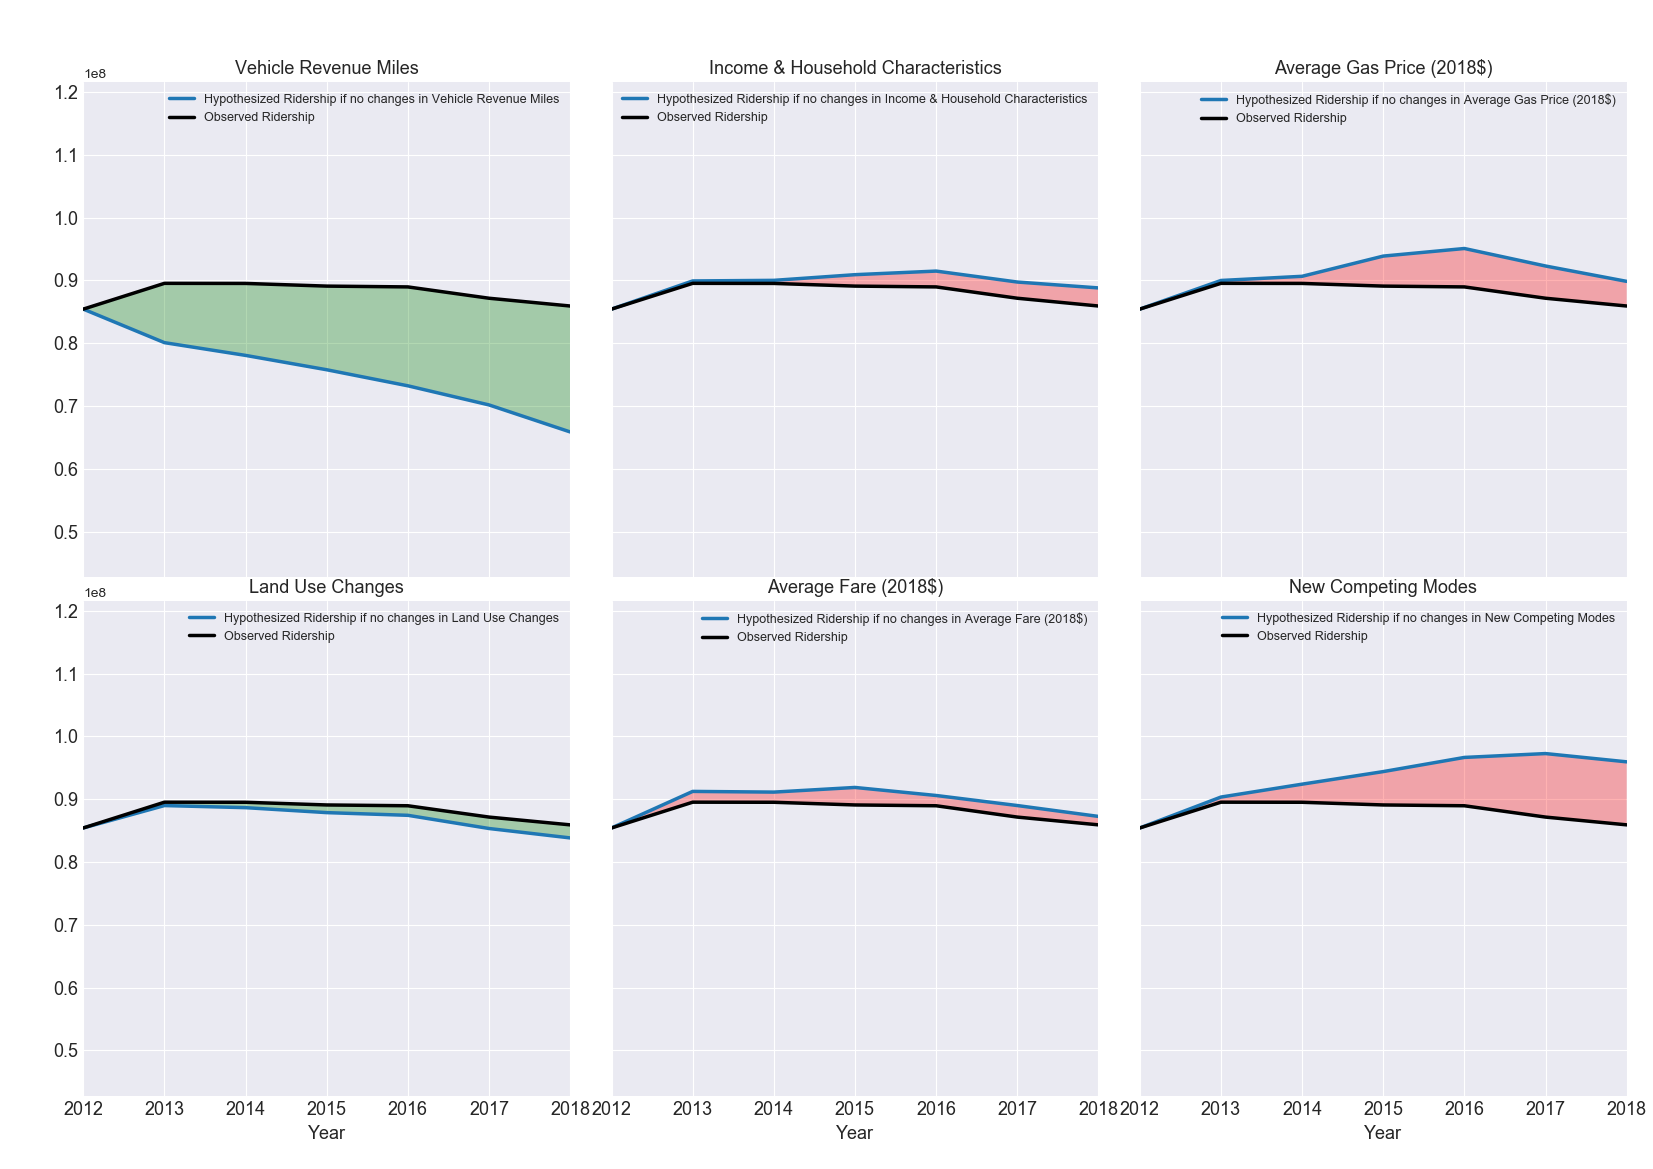 Vehicle Revenue Miles
1e8
Hypothesized Ridership if no changes in Vehicle Revenue Miles
Observed Ridership
1.2
1.1
1.0
0.9
0.8
0.7
0.6
0.5
Income & Household Characteristics
Hypothesized Ridership if no changes in Income & Household Characteristics
Observed Ridership
Average Gas Price (2018$)
Hypothesized Ridership if no changes in Average Gas Price (2018$)
Observed Ridership
Land Use Changes
1e8
Hypothesized Ridership if no changes in Land Use Changes
Observed Ridership
1.2
1.1
1.0
0.9
0.8
0.7
0.6
0.5
2012 2013 2014 2015 2016 2017 2018
Year
Average Fare (2018$)
Hypothesized Ridership if no changes in Average Fare (2018$)
Observed Ridership
2012 2013 2014 2015 2016 2017 2018
Year
New Competing Modes
Hypothesized Ridership if no changes in New Competing Modes
Observed Ridership
2012 2013 2014 2015 2016 2017 2018
Year